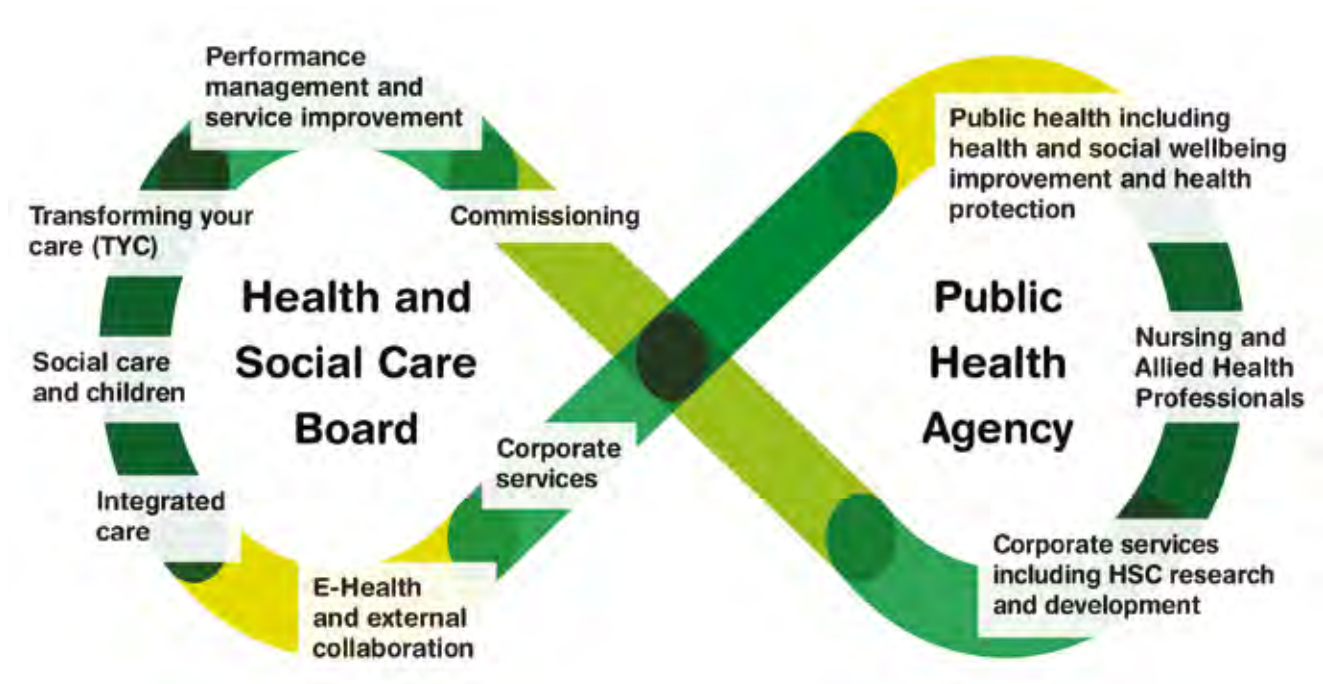 Performance
management and
service improvement
Transforming your
care (TYC)
Commissioning
Health and
Social Care
Board
Social care
and children
Integrated
care
Corporate
services
E-Health
and external
collaboration
Public health including
health and social wellbeing
improvement and health
protection
Public
Health
Agency
Nursing and
Allied Health
Professionals
Corporate services
including HSC research
and development